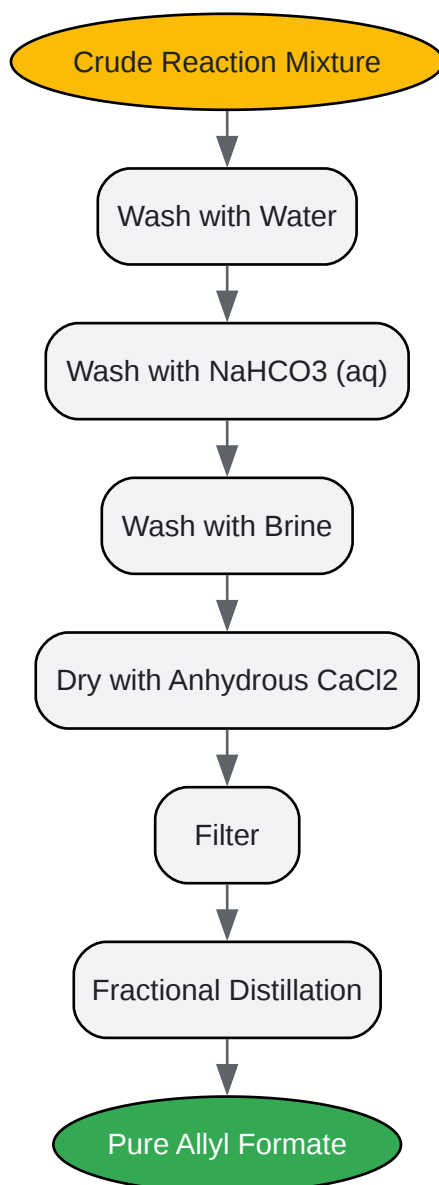 Crude Reaction Mixture
Wash with Water
Wash with NaHCO3 (aq)
Wash with Brine
Dry with Anhydrous CaCl2
Filter
Fractional Distillation
Pure Allyl Formate